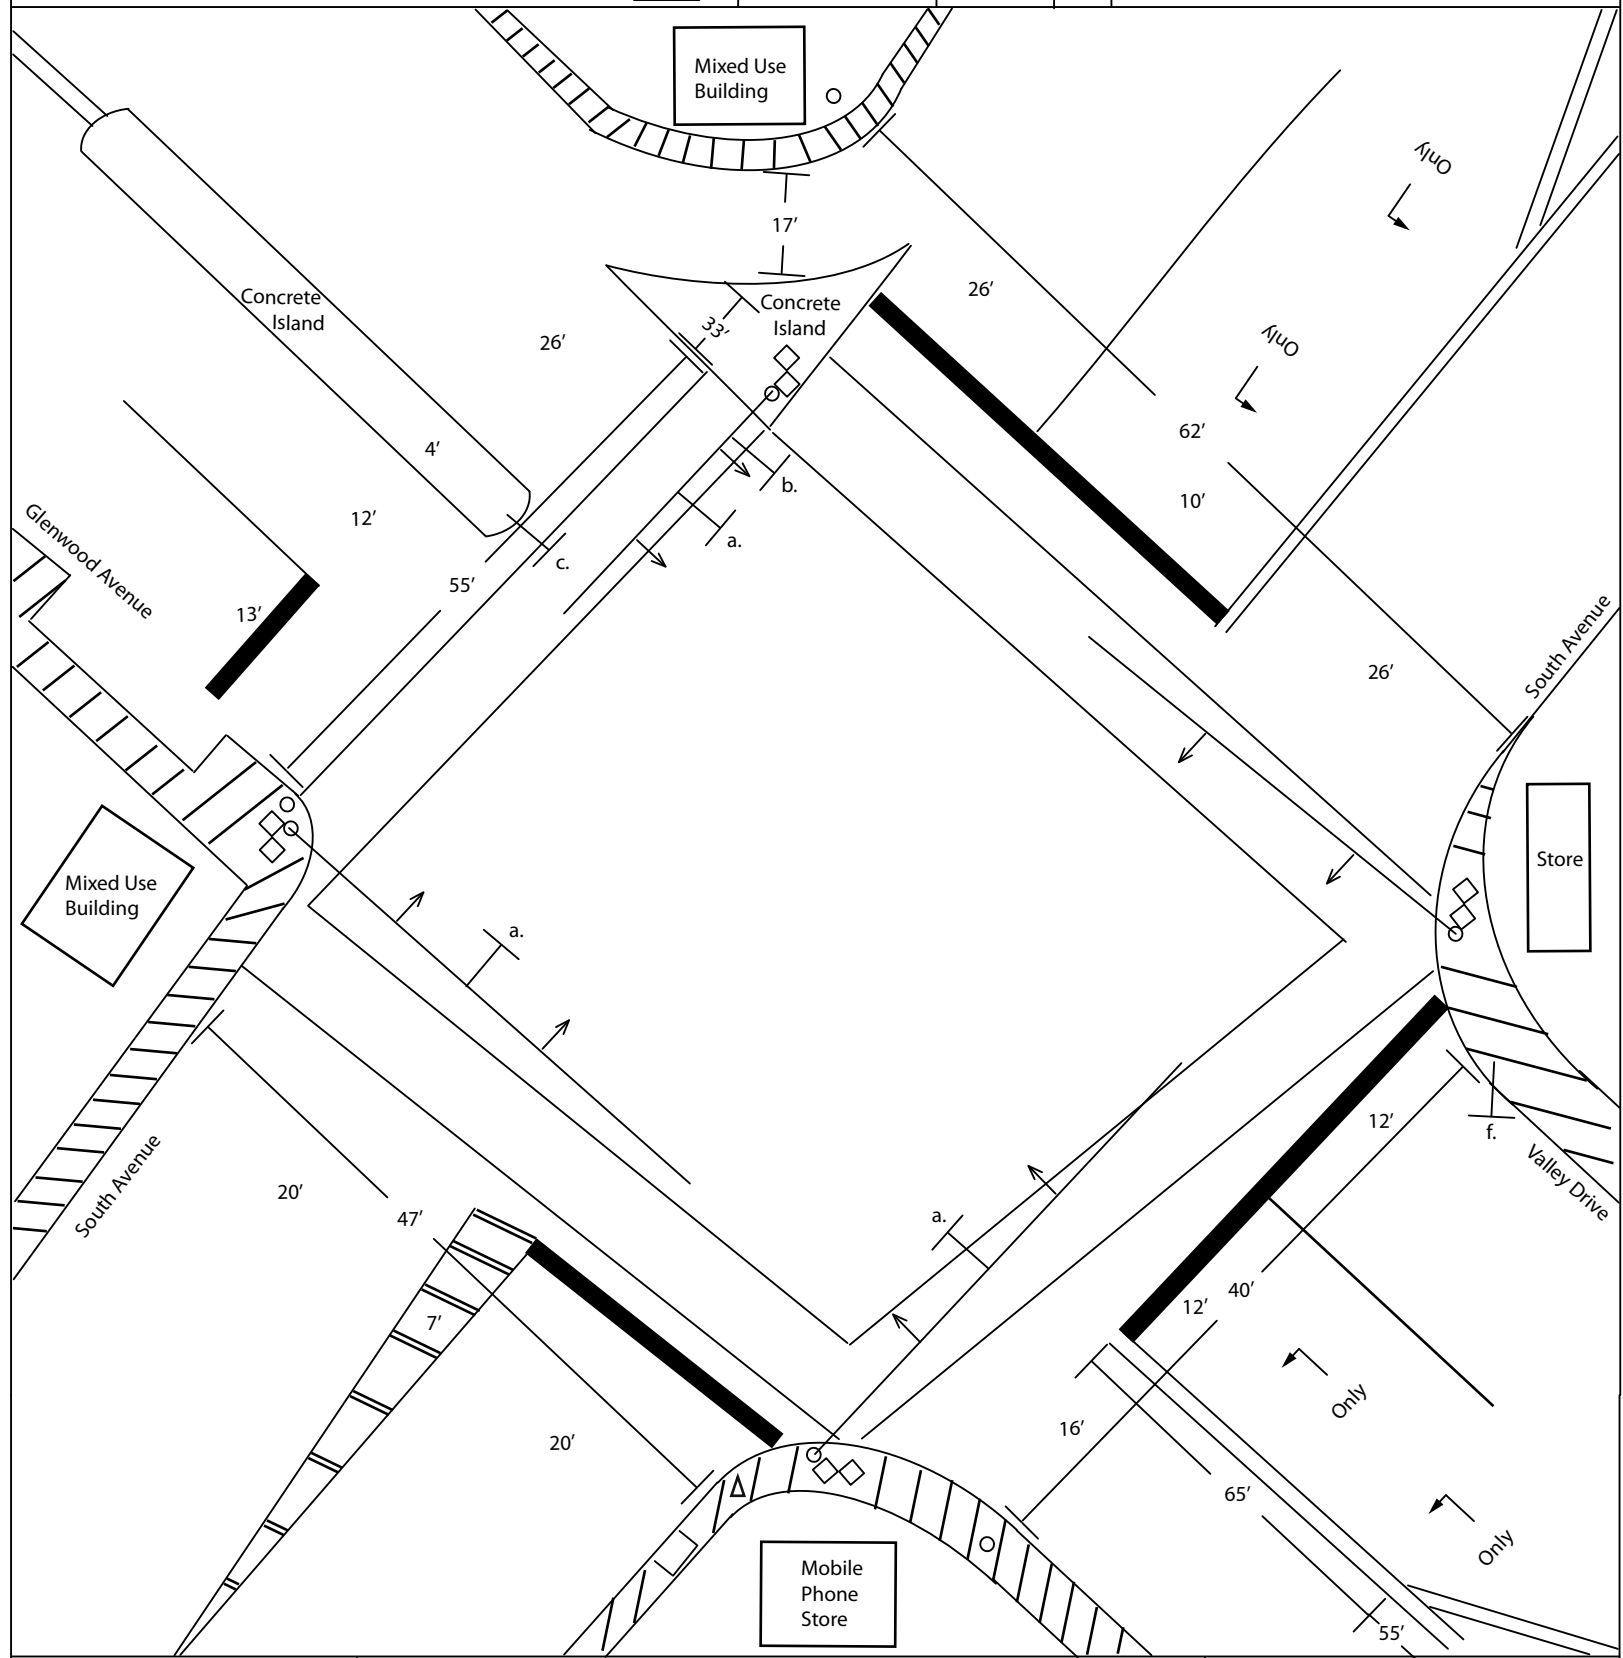 Mixed Use
Building
Only
17'
Concrete
Island
26'
Concrete
Island
33'
26'
Only
4'
62'
b.
10'
Glenwood Avenue
12'
a.
c.
55'
13'
South Avenue
26'
Store
Mixed Use
Building
a.
12'
f.
Valley Drive
South Avenue
20'
47'
a.
40'
12'
7'
Only
16'
20'
65'
Only
Mobile
Phone
Store
55'